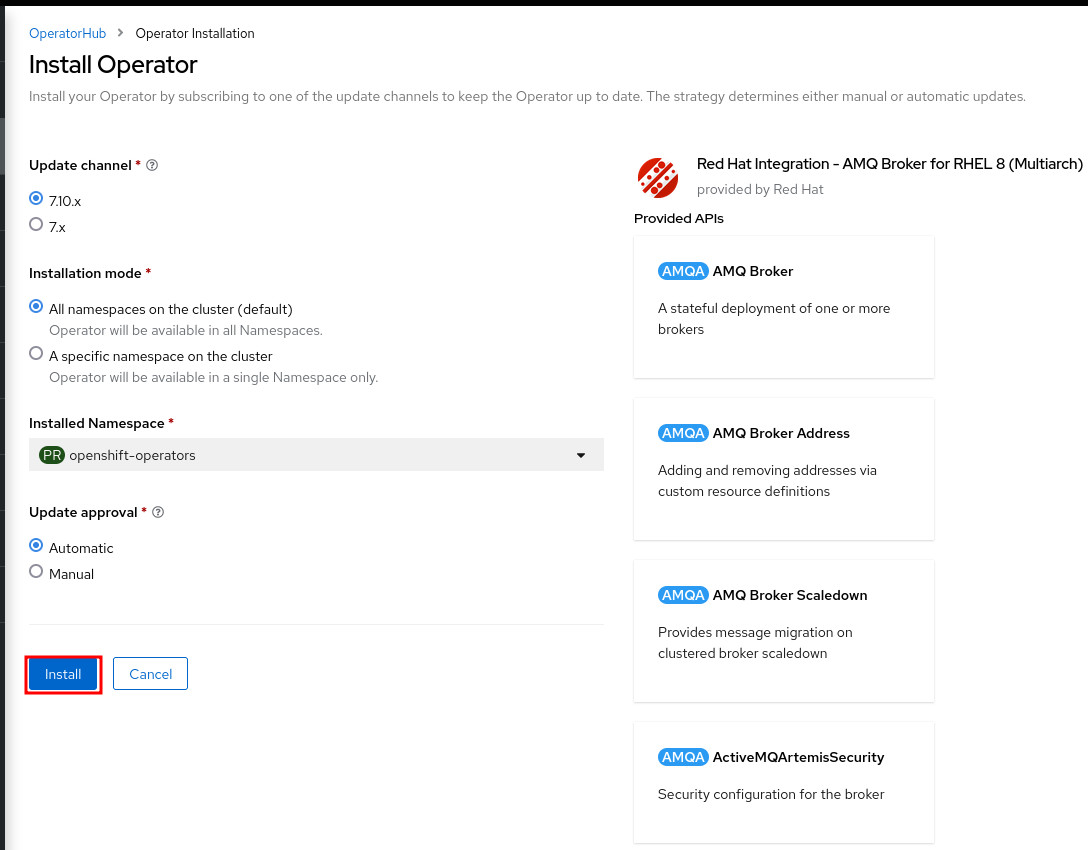 OperatorHub > Operator Installation
Install Operator
Install your Operator by subscribing to one of the update channels to keep the Operator up to date. The strategy determines either manual or automatic updates.
Update channel *
7.10.x
7.x
Installation mode *
All namespaces on the cluster (default)
Operator will be available in all Namespaces.
A specific namespace on the cluster
Operator will be available in a single Namespace only.
Installed Namespace *
PR openshift-operators
Update approval *
Automatic
Manual
Install Cancel
Red Hat Integration - AMQ Broker for RHEL 8 (Multiarch)
provided by Red Hat
Provided APIs
AMQA AMQ Broker
A stateful deployment of one or more
brokers
AMQA AMQ Broker Address
Adding and removing addresses via
custom resource definitions
AMQA AMQ Broker Scaledown
Provides message migration on
clustered broker scaledown
AMQA ActiveMQArtemisSecurity
Security configuration for the broker